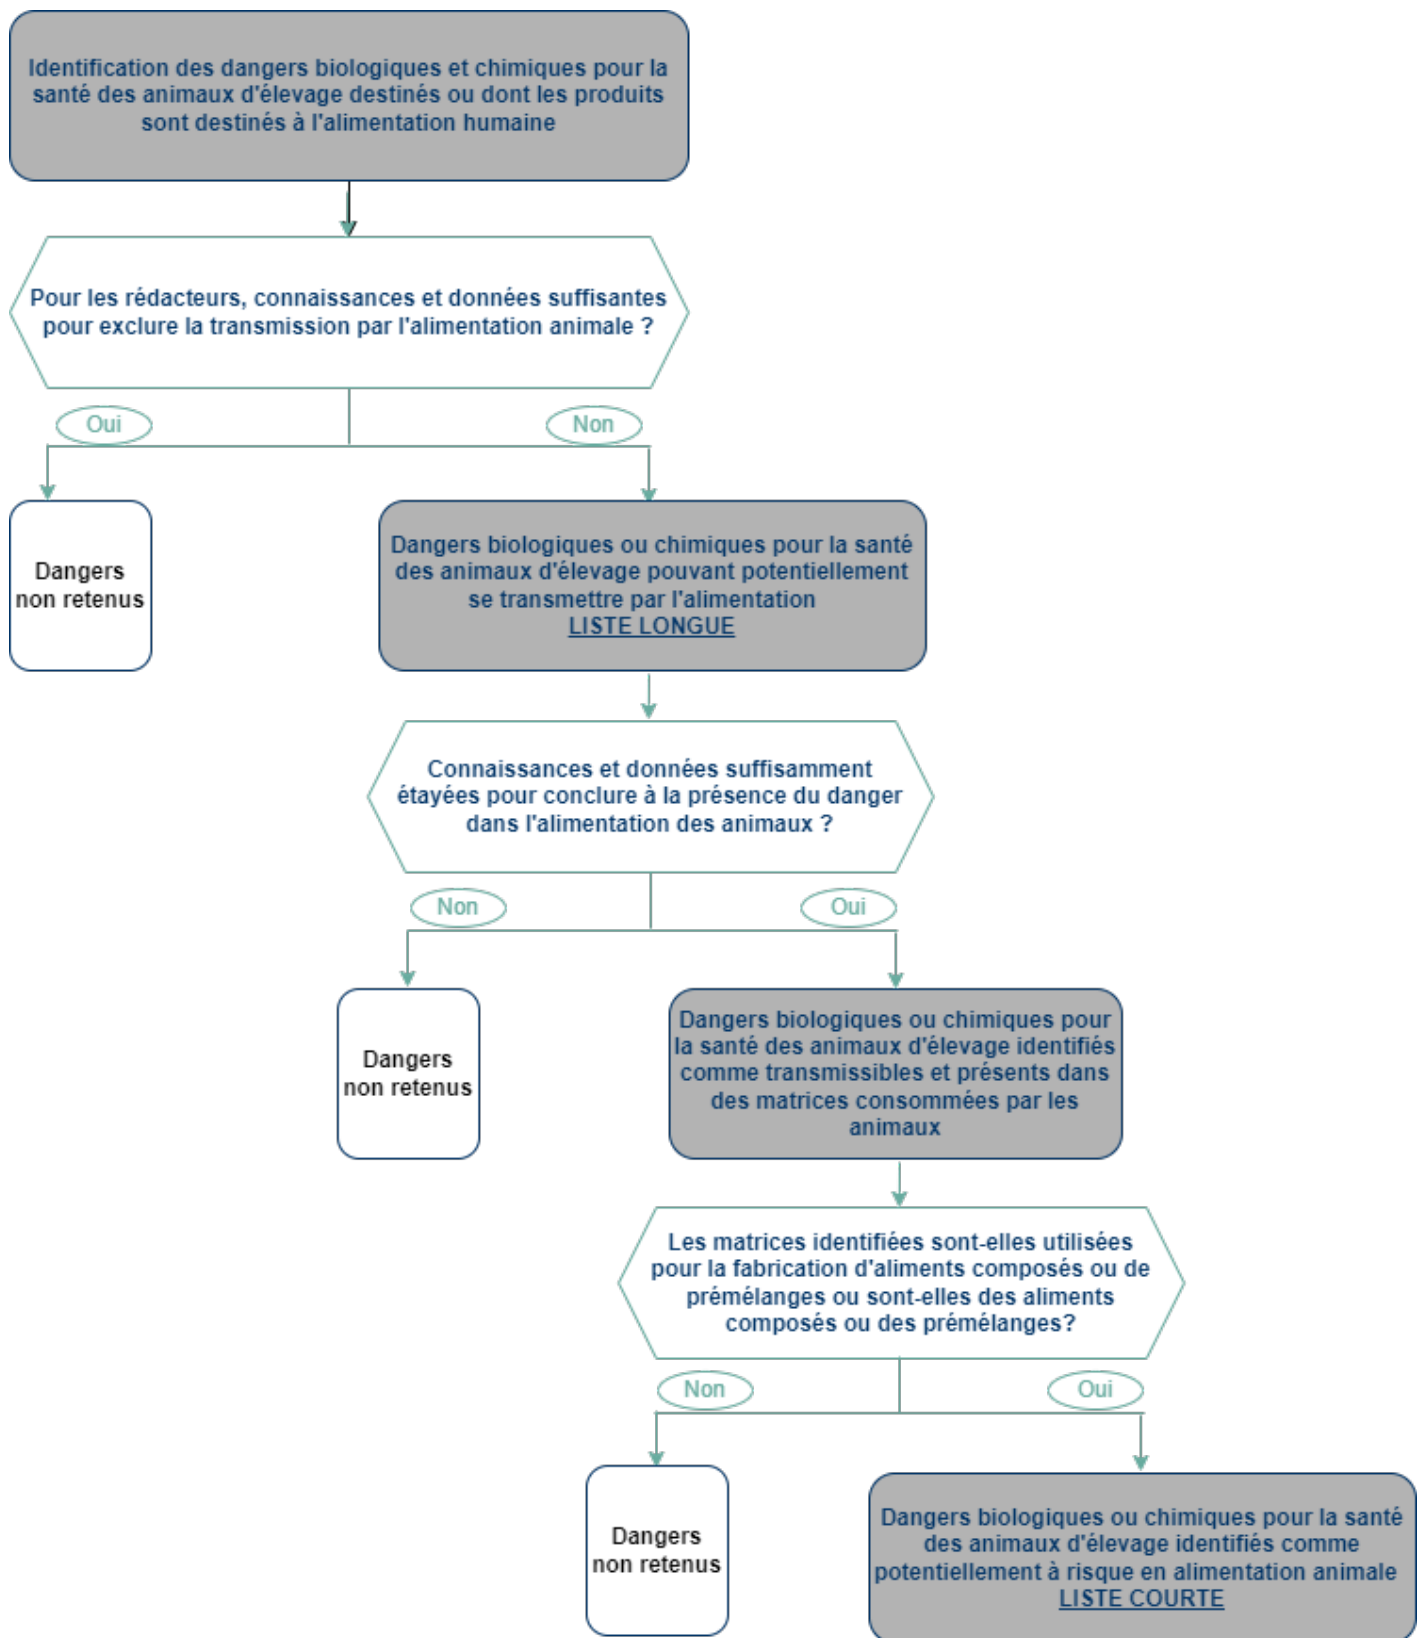 Identification des dangers biologiques et chimiques pour la
santé des animaux d'élevage destinés ou dont les produits
sont destinés à l'alimentation humaine
Pour les rédacteurs, connaissances et données suffisantes
pour exclure la transmission par l'alimentation animale ?
Oui
Non
Dangers
non retenus
Dangers biologiques ou chimiques pour la santé
des animaux d'élevage pouvant potentiellement
se transmettre par l'alimentation
LISTE LONGUE
Connaissances et données suffisamment
étayées pour conclure à la présence du danger
dans l'alimentation des animaux ?
Non
Oui
Dangers
non retenus
Dangers biologiques ou chimiques pour
la santé des animaux d'élevage identifiés
comme transmissibles et présents dans
des matrices consommées par les
animaux
Les matrices identifiées sont-elles utilisées
pour la fabrication d'aliments composés ou de
prémélanges ou sont-elles des aliments
composés ou des prémélanges?
Non
Oui
Dangers
non retenus
Dangers biologiques ou chimiques pour la santé
des animaux d'élevage identifiés comme
potentiellement à risque en alimentation animale
LISTE COURTE